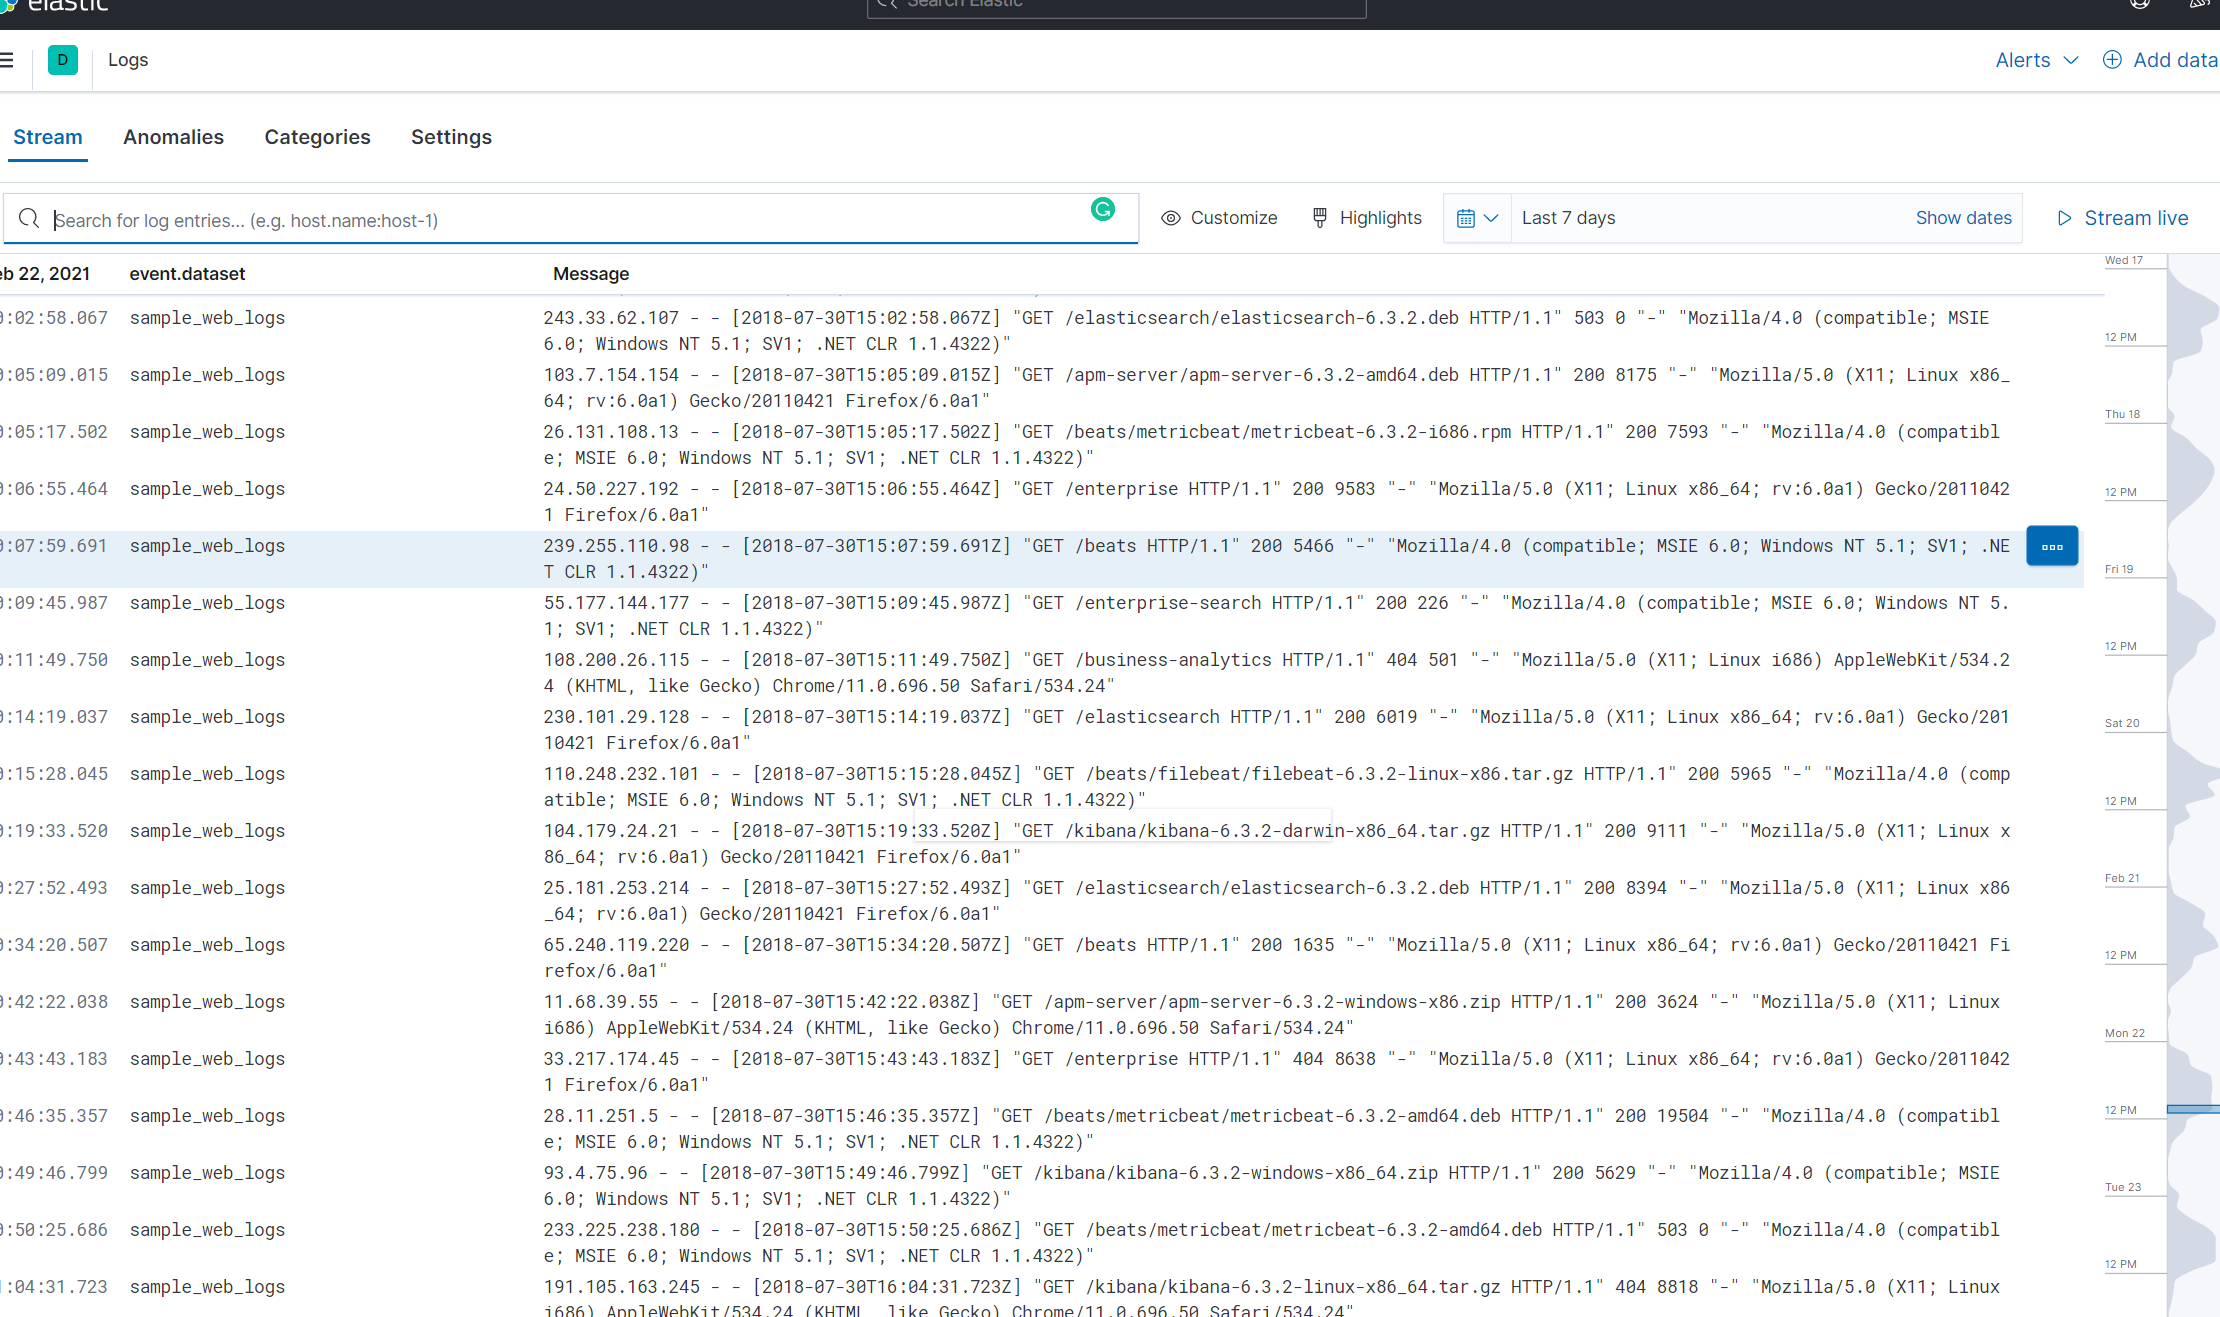 elastic
Search Elastic
D Logs Alerts Add data
Stream Anomalies Categories Settings
Search for log entries... (e.g. host.name:host-1) Customize Highlights Last 7 days Show dates Stream live
eb 22, 2021 event.dataset Message
:02:58.067 sample_web_logs 243.33.62.107 - - [2018-07-30T15:02:58.067Z] "GET /elasticsearch/elasticsearch-6.3.2.deb HTTP/1.1" 503 0 "-" "Mozilla/4.0 (compatible; MSIE
6.0; Windows NT 5.1; SV1; .NET CLR 1.1.4322)"
:05:09.015 sample_web_logs 103.7.154.154 - - [2018-07-30T15:05:09.015Z] "GET /apm-server/apm-server-6.3.2-amd64.deb HTTP/1.1" 200 8175 "-" "Mozilla/5.0 (X11; Linux x86_
64; rv:6.0a1) Gecko/20110421 Firefox/6.0a1"
:05:17.502 sample_web_logs 26.131.108.13 - - [2018-07-30T15:05:17.502Z] "GET /beats/metricbeat/metricbeat-6.3.2-i686.rpm HTTP/1.1" 200 7593 "-" "Mozilla/4.0 (compatibl
e; MSIE 6.0; Windows NT 5.1; SV1; .NET CLR 1.1.4322)"
:06:55.464 sample_web_logs 24.50.227.192 - - [2018-07-30T15:06:55.464Z] "GET /enterprise HTTP/1.1" 200 9583 "-" "Mozilla/5.0 (X11; Linux x86_64; rv:6.0a1) Gecko/2011042
1 Firefox/6.0a1"
:07:59.691 sample_web_logs 239.255.110.98 - - [2018-07-30T15:07:59.691Z] "GET /beats HTTP/1.1" 200 5466 "-" "Mozilla/4.0 (compatible; MSIE 6.0; Windows NT 5.1; SV1; .NE
T CLR 1.1.4322)"
:09:45.987 sample_web_logs 55.177.144.177 - - [2018-07-30T15:09:45.987Z] "GET /enterprise-search HTTP/1.1" 200 226 "-" "Mozilla/4.0 (compatible; MSIE 6.0; Windows NT 5.
1; SV1; .NET CLR 1.1.4322)"
:11:49.750 sample_web_logs 108.200.26.115 - - [2018-07-30T15:11:49.750Z] "GET /business-analytics HTTP/1.1" 404 501 "-" "Mozilla/5.0 (X11; Linux i686) AppleWebKit/534.2
4 (KHTML, like Gecko) Chrome/11.0.696.50 Safari/534.24"
:14:19.037 sample_web_logs 230.101.29.128 - - [2018-07-30T15:14:19.037Z] "GET /elasticsearch HTTP/1.1" 200 6019 "-" "Mozilla/5.0 (X11; Linux x86_64; rv:6.0a1) Gecko/201
10421 Firefox/6.0a1"
:15:28.045 sample_web_logs 110.248.232.101 - - [2018-07-30T15:15:28.045Z] "GET /beats/filebeat/filebeat-6.3.2-linux-x86.tar.gz HTTP/1.1" 200 5965 "-" "Mozilla/4.0 (comp
atible; MSIE 6.0; Windows NT 5.1; SV1; .NET CLR 1.1.4322)"
:19:33.520 sample_web_logs 104.179.24.21 - - [2018-07-30T15:19:33.520Z] "GET /kibana/kibana-6.3.2-darwin-x86_64.tar.gz HTTP/1.1" 200 9111 "-" "Mozilla/5.0 (X11; Linux x
86_64; rv:6.0a1) Gecko/20110421 Firefox/6.0a1"
:27:52.493 sample_web_logs 25.181.253.214 - - [2018-07-30T15:27:52.493Z] "GET /elasticsearch/elasticsearch-6.3.2.deb HTTP/1.1" 200 8394 "-" "Mozilla/5.0 (X11; Linux x86
_64; rv:6.0a1) Gecko/20110421 Firefox/6.0a1"
:34:20.507 sample_web_logs 65.240.119.220 - - [2018-07-30T15:34:20.507Z] "GET /beats HTTP/1.1" 200 1635 "-" "Mozilla/5.0 (X11; Linux x86_64; rv:6.0a1) Gecko/20110421 Fi
refox/6.0a1"
:42:22.038 sample_web_logs 11.68.39.55 - - [2018-07-30T15:42:22.038Z] "GET /apm-server/apm-server-6.3.2-windows-x86.zip HTTP/1.1" 200 3624 "-" "Mozilla/5.0 (X11; Linux
i686) AppleWebKit/534.24 (KHTML, like Gecko) Chrome/11.0.696.50 Safari/534.24"
:43:43.183 sample_web_logs 33.217.174.45 - - [2018-07-30T15:43:43.183Z] "GET /enterprise HTTP/1.1" 404 8638 "-" "Mozilla/5.0 (X11; Linux x86_64; rv:6.0a1) Gecko/2011042
1 Firefox/6.0a1"
:46:35.357 sample_web_logs 28.11.251.5 - - [2018-07-30T15:46:35.357Z] "GET /beats/metricbeat/metricbeat-6.3.2-amd64.deb HTTP/1.1" 200 19504 "-" "Mozilla/4.0 (compatibl
e; MSIE 6.0; Windows NT 5.1; SV1; .NET CLR 1.1.4322)"
:49:46.799 sample_web_logs 93.4.75.96 - - [2018-07-30T15:49:46.799Z] "GET /kibana/kibana-6.3.2-windows-x86_64.zip HTTP/1.1" 200 5629 "-" "Mozilla/4.0 (compatible; MSIE
6.0; Windows NT 5.1; SV1; .NET CLR 1.1.4322)"
:50:25.686 sample_web_logs 233.225.238.180 - - [2018-07-30T15:50:25.686Z] "GET /beats/metricbeat/metricbeat-6.3.2-amd64.deb HTTP/1.1" 503 0 "-" "Mozilla/4.0 (compatibl
e; MSIE 6.0; Windows NT 5.1; SV1; .NET CLR 1.1.4322)"
:04:31.723 sample_web_logs 191.105.163.245 - - [2018-07-30T16:04:31.723Z] "GET /kibana/kibana-6.3.2-linux-x86_64.tar.gz HTTP/1.1" 404 8818 "-" "Mozilla/5.0 (X11; Linux
i686) AppleWebKit/534.24 (KHTML, like Gecko) Chrome/11.0.696.50 Safari/534.24"
Wed 17
12 PM
Thu 18
12 PM
Fri 19
12 PM
Sat 20
12 PM
Feb 21
12 PM
Mon 22
12 PM
Tue 23
12 PM